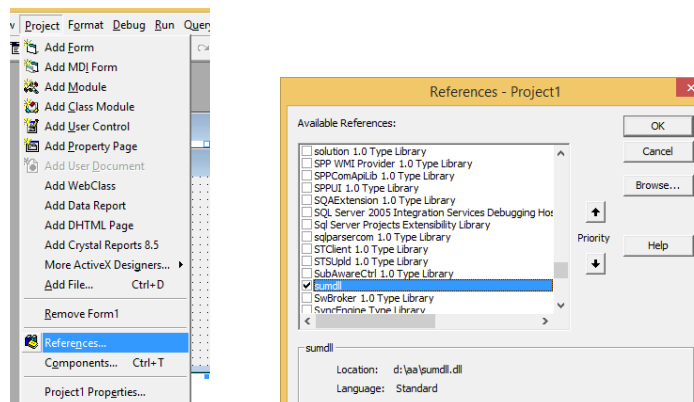 Project Format Debug Run Query
Add Form
Add MDI Form
Add Module
Add Class Module
Add User Control
Add Property Page
Add User Document
Add WebClass
Add Data Report
Add DHTML Page
Add Crystal Reports 8.5
More ActiveX Designers...
Add File... Ctrl+D
Remove Form1
References...
Components... Ctrl+T
Project1 Properties...
References - Project1
Available References:
solution 1.0 Type Library
SPP WMI Provider 1.0 Type Library
SPPComApiLib 1.0 Type Library
SPPUI 1.0 Type Library
SQAExtension 1.0 Type Library
SQL Server 2005 Integration Services Debugging Hos
Sql Server Projects Extensibility Library
sqlparsercom 1.0 Type Library
STClient 1.0 Type Library
STSUpld 1.0 Type Library
SubAwareCtrl 1.0 Type Library
sumdll
SwBroker 1.0 Type Library
SyncEngine Type Library
OK
Cancel
Browse...
Priority
Help
sumdll
Location: d:\aa\sumdll.dll
Language: Standard